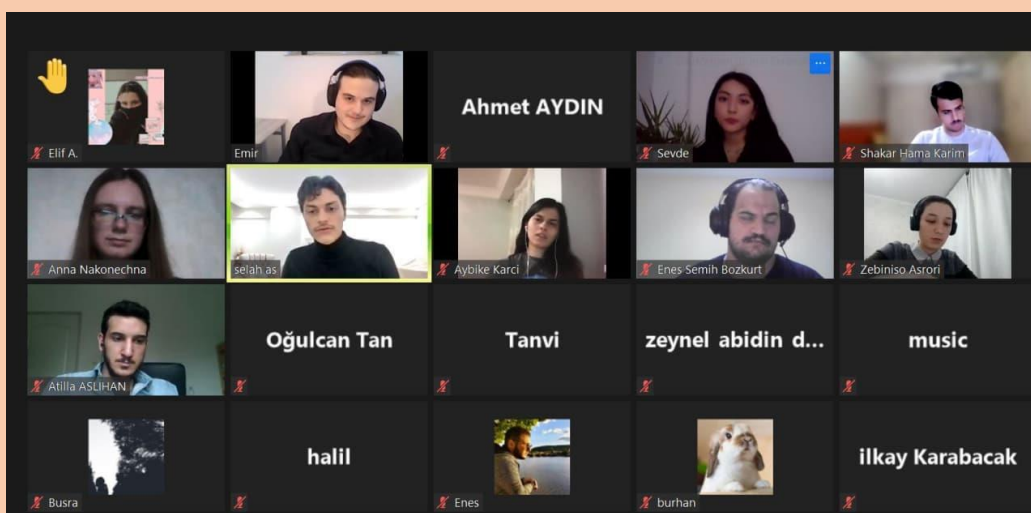 Elif A.
Emir
Ahmet AYDIN
Sevde
Shakar Hama Karim
Anna Nakonechna
selah as
Aybike Karci
Enes Semih Bozkurt
Zebiniso Asrori
Atilla ASLIHAN
Oğulcan Tan
Tanvi
zeynel abidin d...
music
Busra
halil
Enes
burhan
ilkay Karabacak